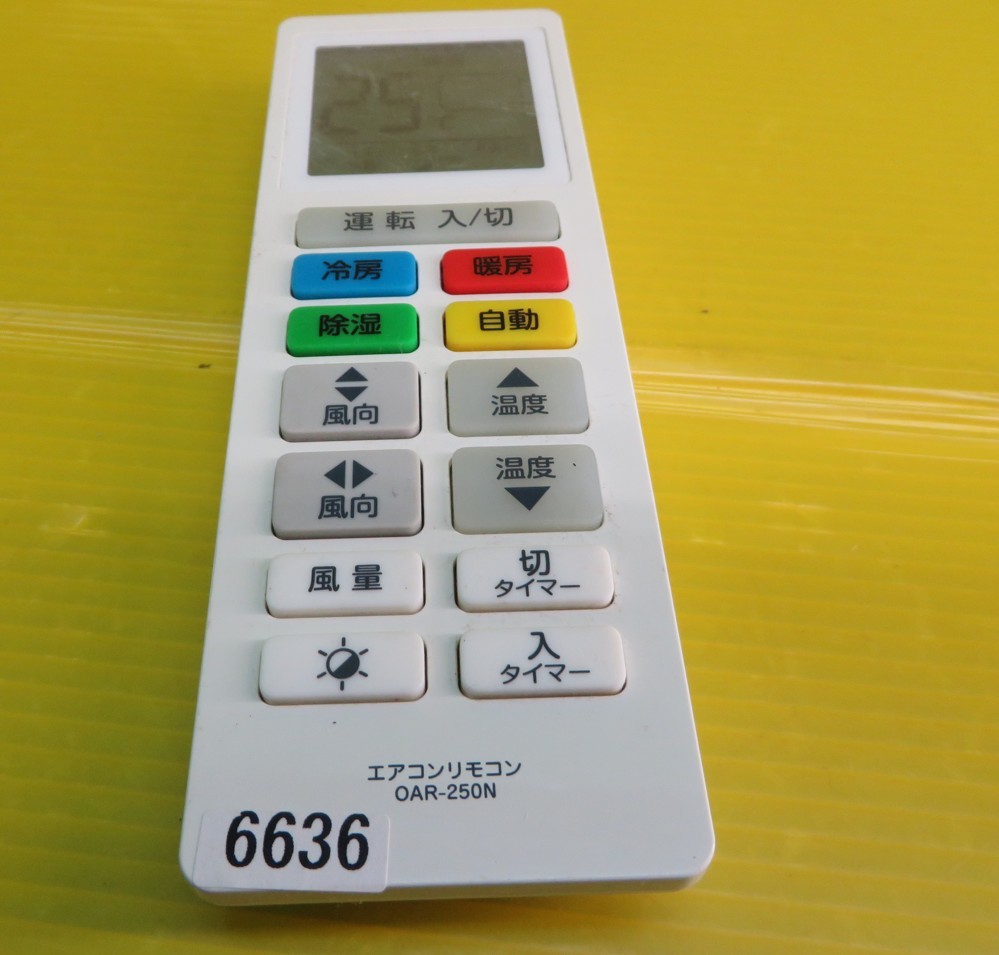 25
運転 入/切
冷房
暖房
除湿
自動
風向
温度
風向
温度
風量
切
タイマー
入
タイマー
エアコンリモコン
OAR-250N
6636